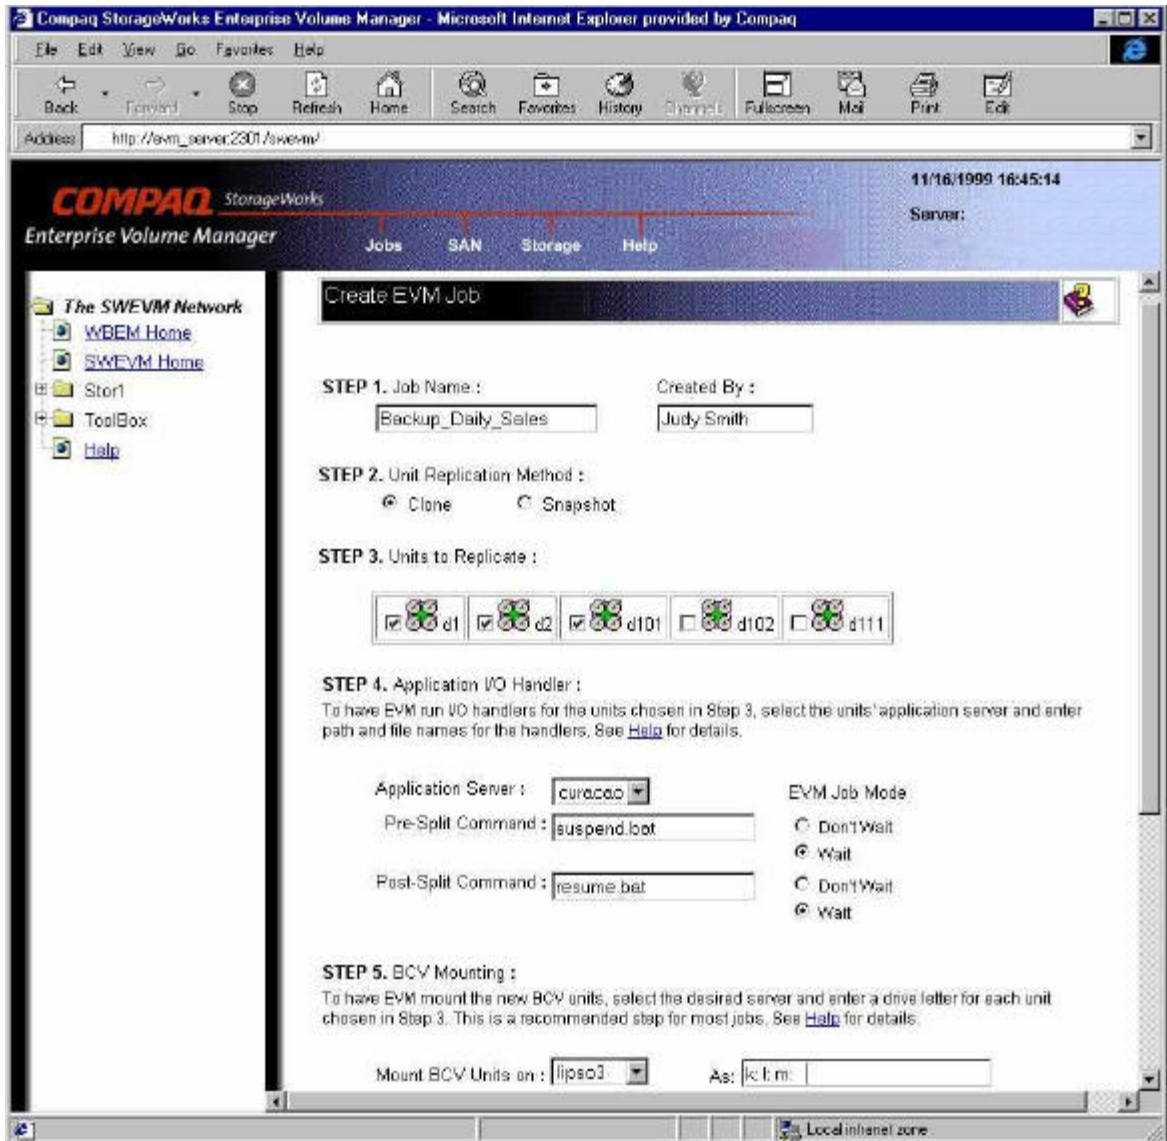 Compaq StorageWorks Enterprise Volume Manager - Microsoft Internet Explorer provided by Compaq
File Edit View Go Favorites Help
Back Forward Stop Refresh Home Search Favorites History Channels Fullscreen Mail Print Edit
Address http://evm_server:2301/swevm/
COMPAQ StorageWorks
Enterprise Volume Manager
Jobs SAN Storage Help
11/16/1999 16:45:14
Server:
The SWEVM Network
WBEM Home
SWEVM Home
Stor1
ToolBox
Help
Create EVM Job
STEP 1. Job Name : Created By :
Backup_Daily_Sales Judy Smith
STEP 2. Unit Replication Method :
Clone Snapshot
STEP 3. Units to Replicate :
d1 d2 d101 d102 d111
STEP 4. Application I/O Handler :
To have EVM run I/O handlers for the units chosen in Step 3, select the units' application server and enter
path and file names for the handlers. See Help for details.
Application Server : curacao EVM Job Mode
Pre-Split Command : suspend.bat Don't Wait
Wait
Post-Split Command : resume.bat Don't Wait
Wait
STEP 5. BCV Mounting :
To have EVM mount the new BCV units, select the desired server and enter a drive letter for each unit
chosen in Step 3. This is a recommended step for most jobs. See Help for details.
Mount BCV Units on : lipso3 As: k: l: m:
Local intranet zone